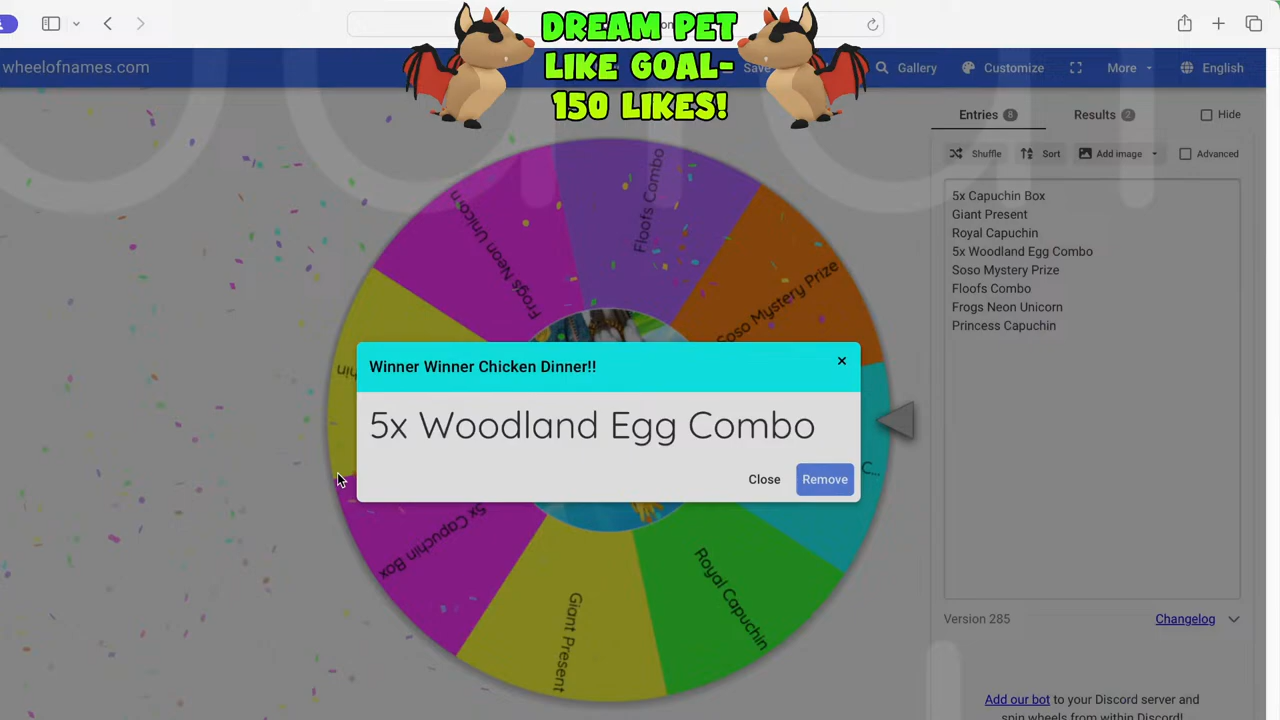 DREAM PET
LIKE GOAL-
150 LIKES!
wheelofnames.com
Gallery
Customize
More
English
Entries 8
Results 2
Hide
Shuffle
Sort
Add image
Advanced
5x Capuchin Box
Giant Present
Royal Capuchin
5x Woodland Egg Combo
Soso Mystery Prize
Floofs Combo
Frogs Neon Unicorn
Princess Capuchin
Frogs Neon Unicorn
Floofs Combo
Soso Mystery Prize
Winner Winner Chicken Dinner!!
5x Woodland Egg Combo
Close
Remove
5x Capuchin Box
Giant Present
Royal Capuchin
Version 285
Changelog
Add our bot to your Discord server and
spin wheels from within Discord!